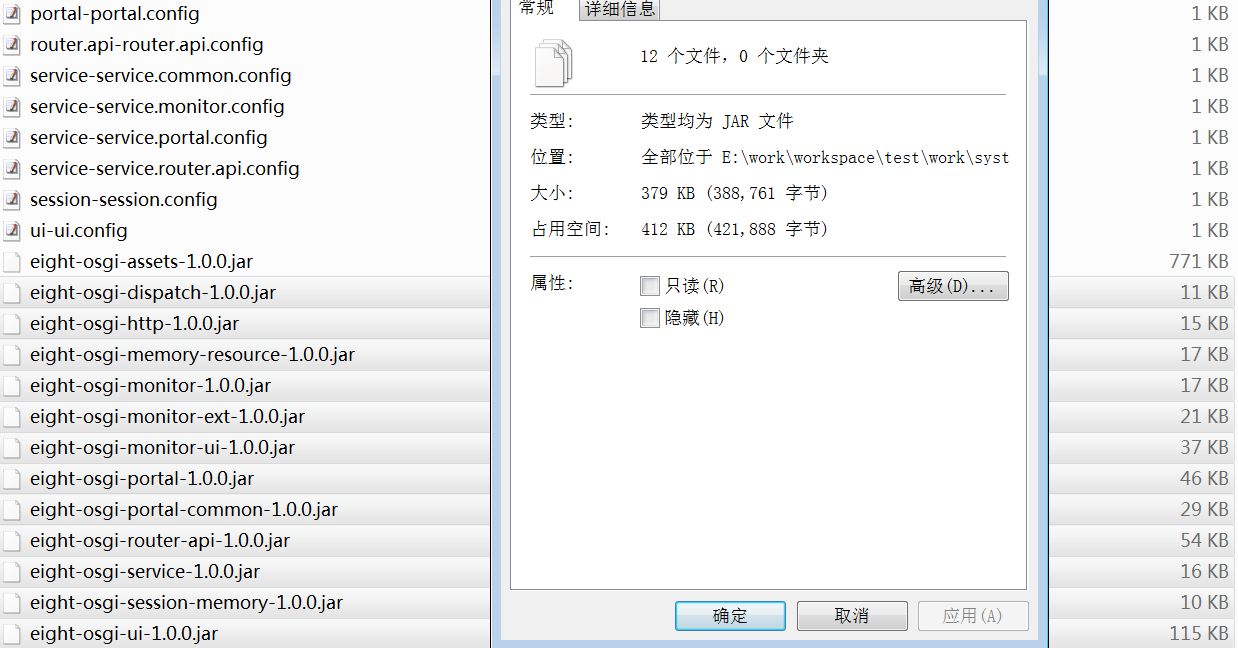 portal-portal.config 1 KB
router.api-router.api.config 1 KB
service-service.common.config 1 KB
service-service.monitor.config 1 KB
service-service.portal.config 1 KB
service-service.router.api.config 1 KB
session-session.config 1 KB
ui-ui.config 1 KB
eight-osgi-assets-1.0.0.jar 771 KB
eight-osgi-dispatch-1.0.0.jar 11 KB
eight-osgi-http-1.0.0.jar 15 KB
eight-osgi-memory-resource-1.0.0.jar 17 KB
eight-osgi-monitor-1.0.0.jar 17 KB
eight-osgi-monitor-ext-1.0.0.jar 21 KB
eight-osgi-monitor-ui-1.0.0.jar 37 KB
eight-osgi-portal-1.0.0.jar 46 KB
eight-osgi-portal-common-1.0.0.jar 29 KB
eight-osgi-router-api-1.0.0.jar 54 KB
eight-osgi-service-1.0.0.jar 16 KB
eight-osgi-session-memory-1.0.0.jar 10 KB
eight-osgi-ui-1.0.0.jar 115 KB
常规 详细信息
12 个文件，0 个文件夹
类型: 类型均为 JAR 文件
位置: 全部位于 E:\work\workspace\test\work\syst
大小: 379 KB (388,761 字节)
占用空间: 412 KB (421,888 字节)
属性: 只读(R) 高级(D)...
隐藏(H)
确定 取消 应用(A)